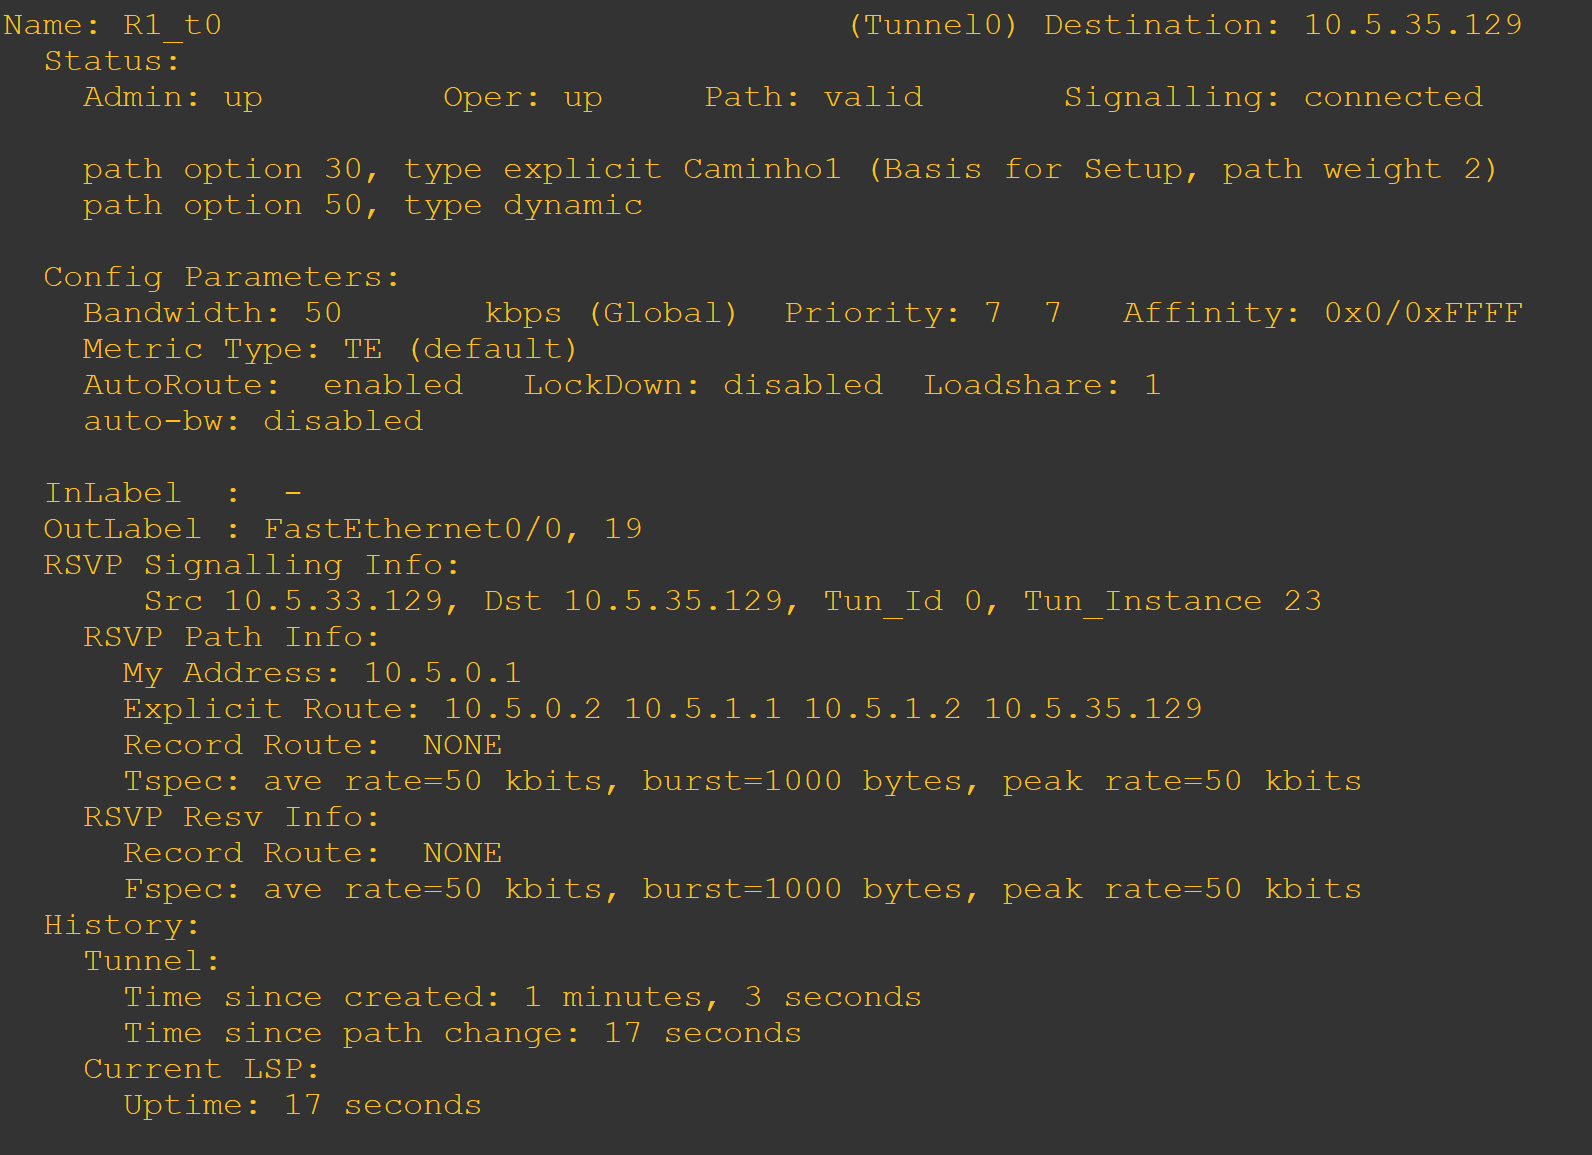 Name: R1_t0                               (Tunnel0) Destination: 10.5.35.129
  Status:
    Admin: up         Oper: up     Path: valid       Signalling: connected

    path option 30, type explicit Caminho1 (Basis for Setup, path weight 2)
    path option 50, type dynamic

  Config Parameters:
    Bandwidth: 50       kbps (Global)  Priority: 7  7   Affinity: 0x0/0xFFFF
    Metric Type: TE (default)
    AutoRoute:  enabled   LockDown: disabled  Loadshare: 1
    auto-bw: disabled

  InLabel  :  -
  OutLabel : FastEthernet0/0, 19
  RSVP Signalling Info:
       Src 10.5.33.129, Dst 10.5.35.129, Tun_Id 0, Tun_Instance 23
    RSVP Path Info:
      My Address: 10.5.0.1
      Explicit Route: 10.5.0.2 10.5.1.1 10.5.1.2 10.5.35.129
      Record Route:  NONE
      Tspec: ave rate=50 kbits, burst=1000 bytes, peak rate=50 kbits
    RSVP Resv Info:
      Record Route:  NONE
      Fspec: ave rate=50 kbits, burst=1000 bytes, peak rate=50 kbits
  History:
    Tunnel:
      Time since created: 1 minutes, 3 seconds
      Time since path change: 17 seconds
    Current LSP:
      Uptime: 17 seconds